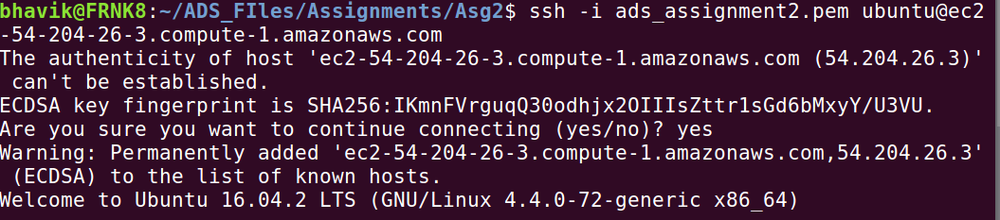 bhavik@FRNK8:~/ADS_FIles/Assignments/Asg2$ ssh -i ads_assignment2.pem ubuntu@ec2
-54-204-26-3.compute-1.amazonaws.com
The authenticity of host 'ec2-54-204-26-3.compute-1.amazonaws.com (54.204.26.3)'
 can't be established.
ECDSA key fingerprint is SHA256:IKmnFVrguqQ30odhjx2OIIIsZttr1sGd6bMxyY/U3VU.
Are you sure you want to continue connecting (yes/no)? yes
Warning: Permanently added 'ec2-54-204-26-3.compute-1.amazonaws.com,54.204.26.3'
 (ECDSA) to the list of known hosts.
Welcome to Ubuntu 16.04.2 LTS (GNU/Linux 4.4.0-72-generic x86_64)